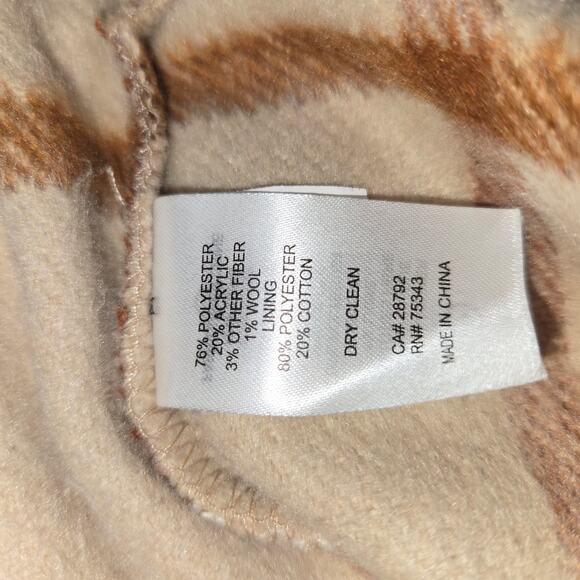 76% POLYESTER
20% ACRYLIC
3% OTHER FIBER
1% WOOL
LINING
80% POLYESTER
20% COTTON
DRY CLEAN
CA# 28792
RN# 75343
MADE IN CHINA